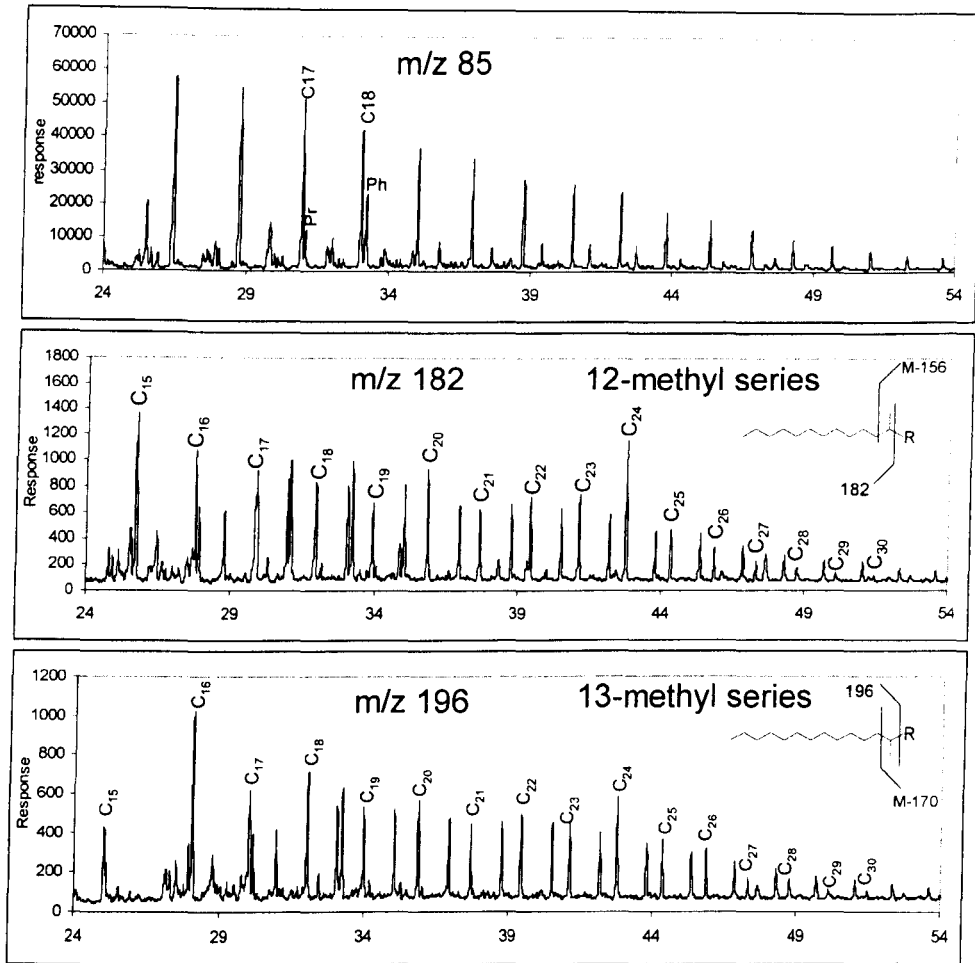 m/z 85
response
70000
60000
50000
40000
30000
20000
10000
0
C17
Pr
C18
Ph
24 29 34 39 44 49 54
m/z 182 12-methyl series
Response
1800
1600
1400
1200
1000
800
600
400
200
0
C₁₅
C₁₆
C₁₇
C₁₈
C₁₉
C₂₀
C₂₁
C₂₂
C₂₃
C₂₄
C₂₅
C₂₆
C₂₇
C₂₈
C₂₉
C₃₀
M-156
R
182
24 29 34 39 44 49 54
m/z 196 13-methyl series
Response
1200
1000
800
600
400
200
0
C₁₅
C₁₆
C₁₇
C₁₈
C₁₉
C₂₀
C₂₁
C₂₂
C₂₃
C₂₄
C₂₅
C₂₆
C₂₇
C₂₈
C₂₉
C₃₀
196
R
M-170
24 29 34 39 44 49 54